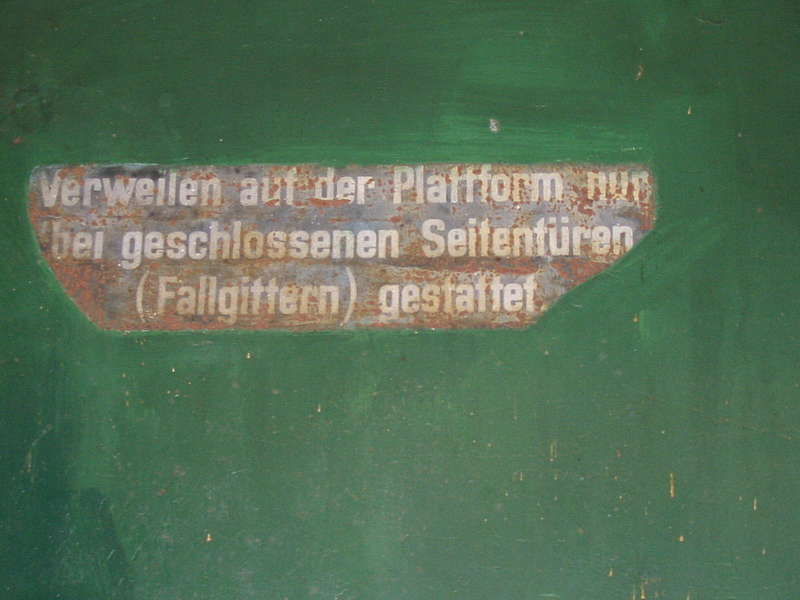 Verweilen auf der Plattform nur
bei geschlossenen Seitentüren
(Fallgittern) gestattet